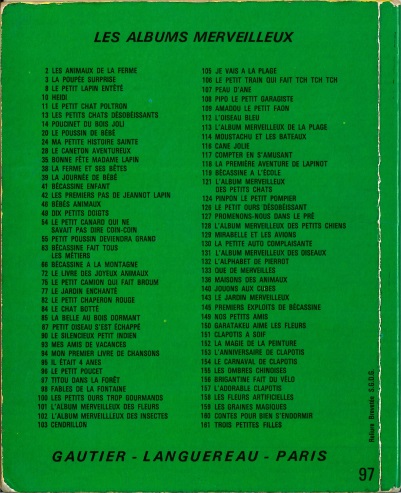 LES ALBUMS MERVEILLEUX
2 LES ANIMAUX DE LA FERME
3 LA POUPÉE SURPRISE
8 LE PETIT LAPIN ENTÊTÉ
10 HEIDI
11 LE PETIT CHAT POLTRON
13 LES PETITS CHATS DÉSOBÉISSANTS
14 POUCINET DU BOIS JOLI
20 LE POUSSIN DE BÉBÉ
24 MA PETITE HISTOIRE SAINTE
29 LE CANETON AVENTUREUX
35 BONNE FÊTE MADAME LAPIN
38 LA FERME ET SES BÊTES
39 LA JOURNÉE DE BÉBÉ
41 BÉCASSINE ENFANT
42 LES PREMIERS PAS DE JEANNOT LAPIN
BÉBÉS ANIMAUX
DIX PETITS DOIGTS
54 LE PETIT CANARD QUI NE
SAVAIT PAS DIRE COIN-COIN
55 PETIT POUSSIN DEVIENDRA GRAND
63 BÉCASSINE FAIT TOUS
LES MÉTIERS
BÉCASSINE A LA MONTAGNE
72 LE LIVRE DES JOYEUX ANIMAUX
75 LE PETIT CAMION QUI FAIT BROUM
77 LE JARDIN ENCHANTÉ
82 LE PETIT CHAPERON ROUGE
84 LE CHAT BOTTÉ
86 LA BELLE AU BOIS DORMANT
87 PETIT OISEAU S'EST ÉCHAPPÉ
90 LE SILENCIEUX PETIT INDIEN
93 MES AMIS DE VACANCES
94 MON PREMIER LIVRE DE CHANSONS
95 IL ÉTAIT 4 ANES
96 LE PETIT POUCET
97 TITOU DANS LA FORÊT
98 FABLES DE LA FONTAINE
100 LES PETITS OURS TROP GOURMANDS
101 L'ALBUM MERVEILLEUX DES FLEURS
102 L'ALBUM MERVEILLLEUX DES INSECTES
103 CENDRILLON
105 JE VAIS A LA PLAGE
106 LE PETIT TRAIN QUI FAIT TCH TCH TCH
107 PEAU D'ANE
108 PIPO LE PETIT GARAGISTE
109 AMADOU LE PETIT FAON
112 L'OISEAU BLEU
113 L'ALBUM MERVEILLEUX DE LA PLAGE
114 MOUSTACHU ET LES BATEAUX
116 CANE JOLIE
117 COMPTER EN S'AMUSANT
118 LA PREMIÈRE AVENTURE DE LAPINOT
119 BÉCASSINE A L'ÉCOLE
121 L'ALBUM MERVEILLEUX
DES PETITS CHATS
124 PINPON LE PETIT POMPIER
126 LE PETIT OURS DÉSOBÉISSANT
127 PROMENONS-NOUS DANS LE PRÉ
128 L'ALBUM MERVEILLEUX DES PETITS CHIENS
129 MIRABELLE ET LES AVIONS
130 LA PETITE AUTO COMPLAISANTE
131 L'ALBUM MERVEILLEUX DES OISEAUX
132 L'ALPHABET DE PIERROT
133 QUE DE MERVEILLES
138 MAISONS DES ANIMAUX
140 JOUONS AUX CUBES
143 LE JARDIN MERVEILLEUX
146 PREMIERS EXPLOITS DE BÉCASSINE
149 NOS PETITS AMIS
150 GARATAKEU AIME LES FLEURS
151 CLAPOTIS A SOIF
152 LA MAGIE DE LA PEINTURE
153 L'ANNIVERSAIRE DE CLAPOTIS
154 LE CARNAVAL DE CLAPOTIS
155 LES OMBRES CHINOISES
156 BRIGANTINE FAIT DU VÉLO
157 L'ADORABLE CLAPOTIS
158 LES FLEURS ARTIFICIELLES
159 LES GRAINES MAGIQUES
160 CONTES POUR BIEN S'ENDORMIR
161 TROIS PETITES FILLES
Reliure Brevetée S.G.D.G.
GAUTIER - LANGUEREAU - PARIS
97